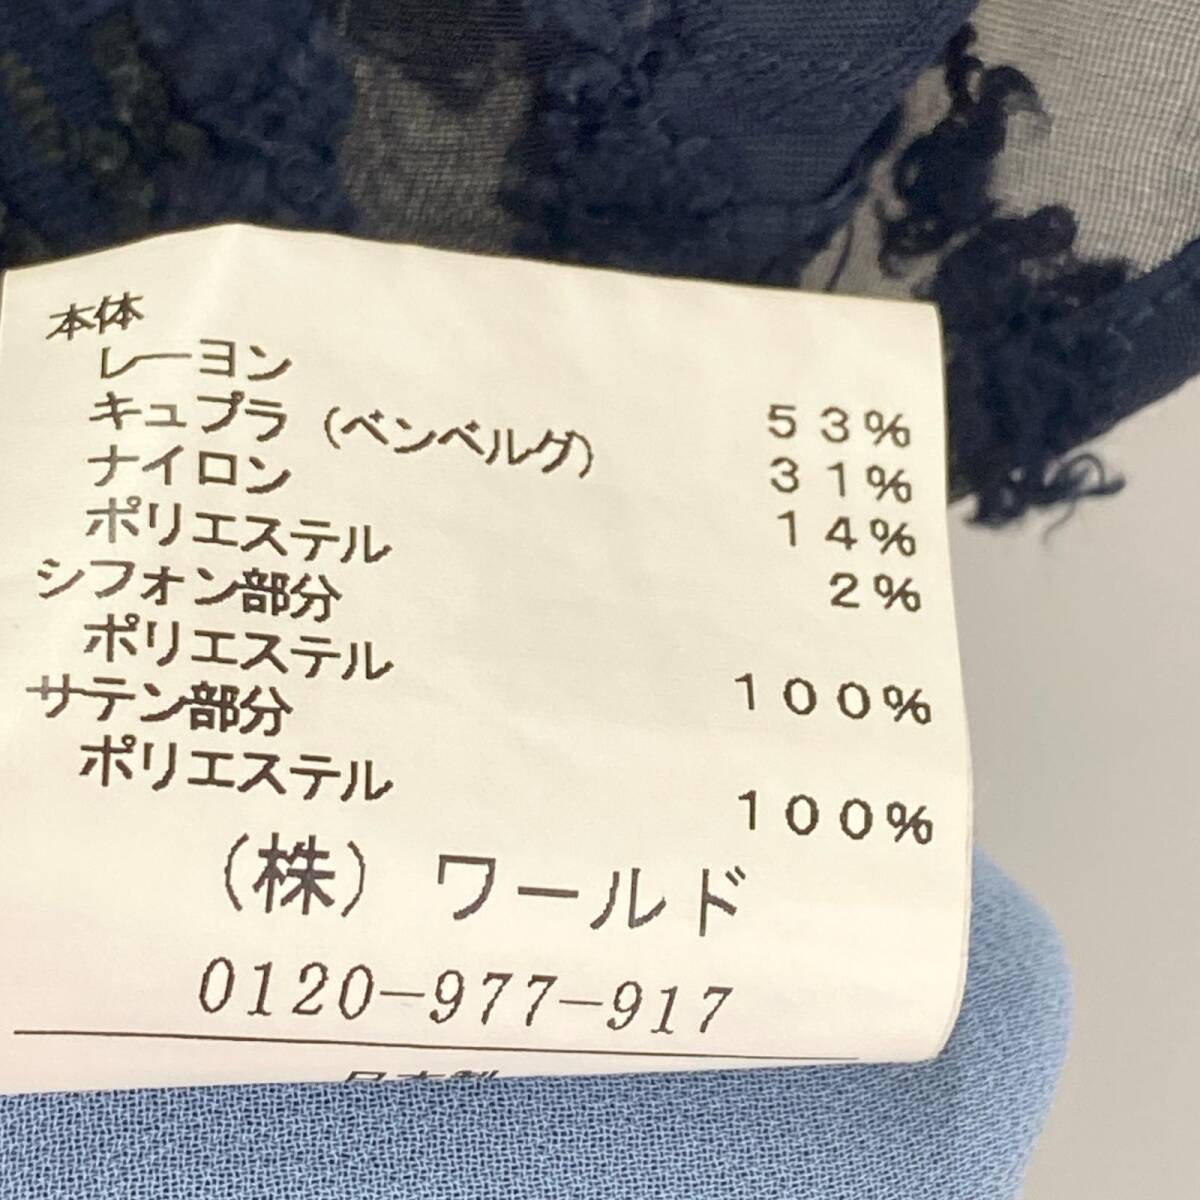 本体
レーヨン 53%
キュプラ（ベンベルグ） 31%
ナイロン 14%
ポリエステル 2%
シフォン部分
ポリエステル 100%
サテン部分
ポリエステル 100%
（株）ワールド
0120-977-917
日本製